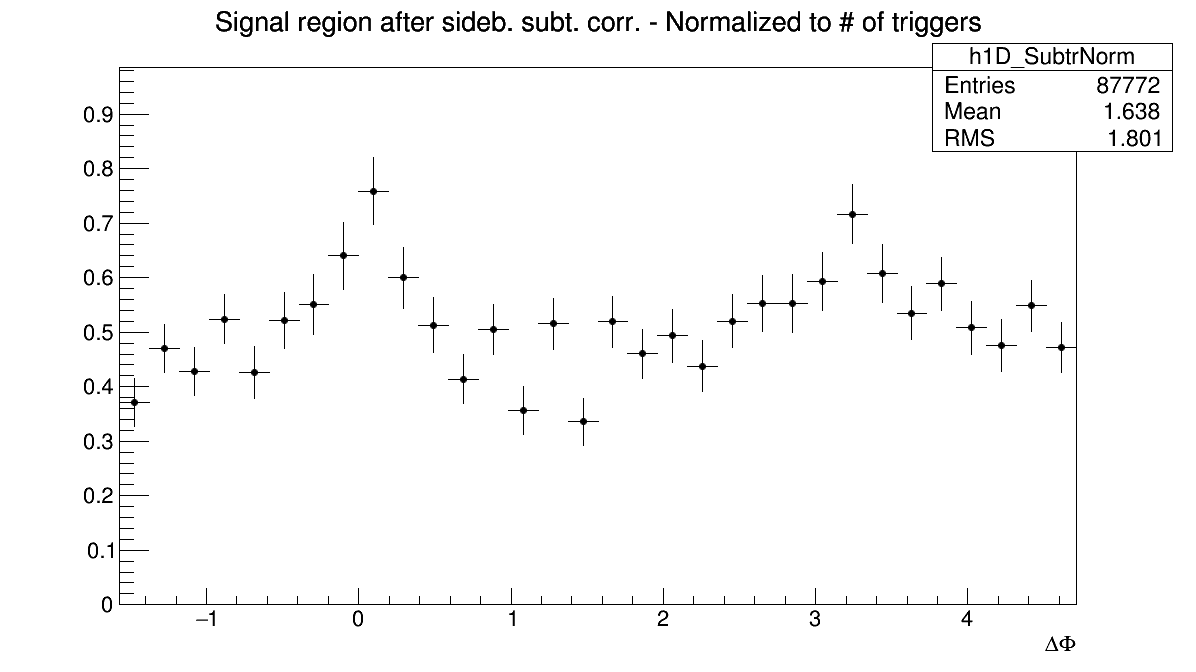 Signal region after sideb. subt. corr. - Normalized to # of triggers
h1D_SubtrNorm
Entries 87772
Mean 1.638
RMS 1.801
0.9
0.8
0.7
0.6
0.5
0.4
0.3
0.2
0.1
0
−1 0 1 2 3 4
ΔΦ